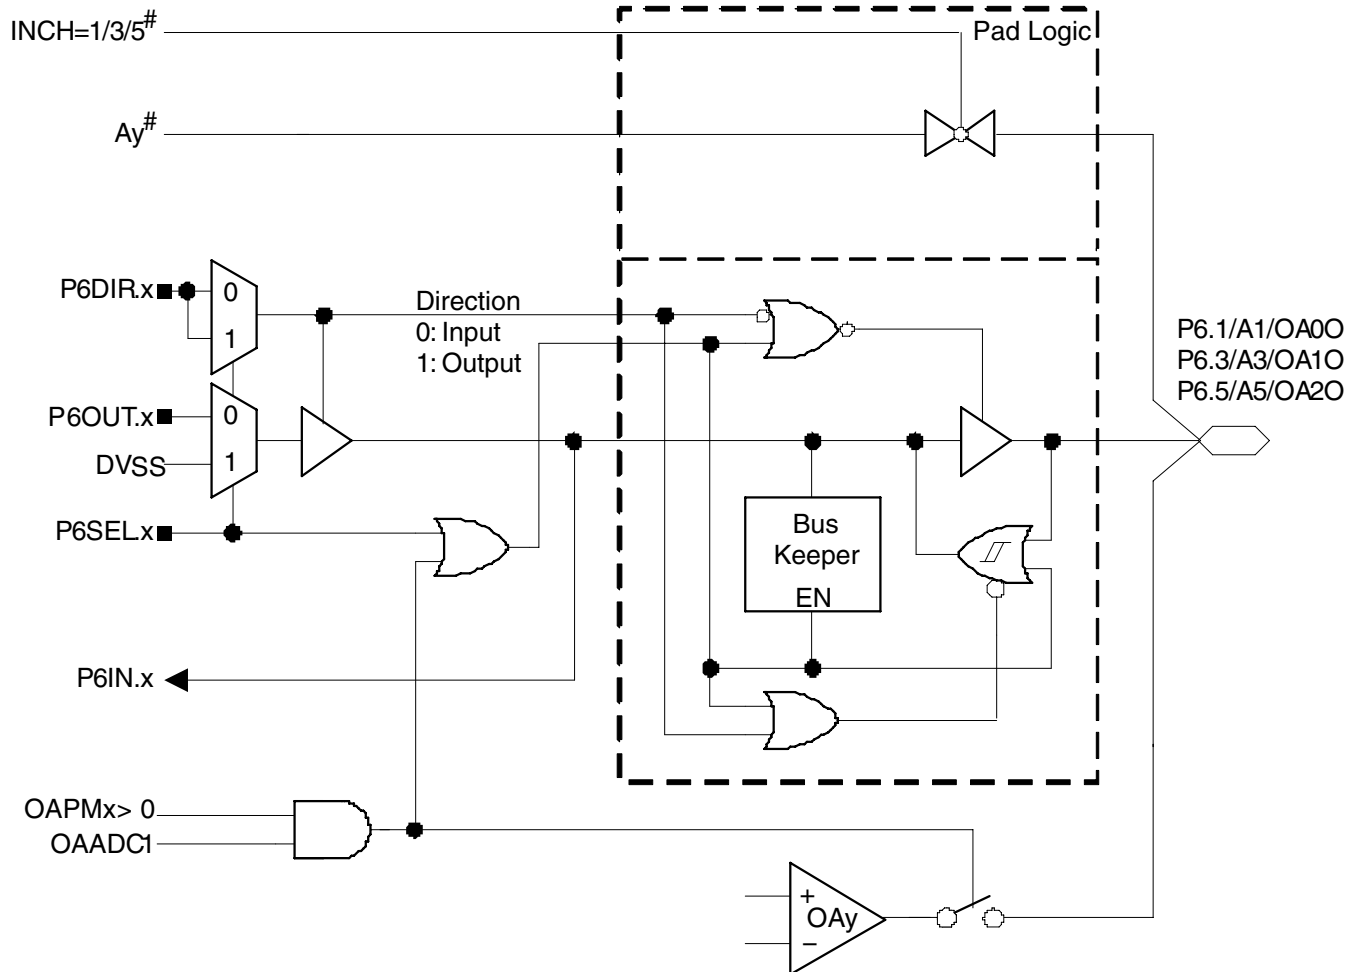 INCH=1/3/5#
Pad Logic
Ay#
P6DIR.x
0
1
Direction
0: Input
1: Output
P6.1/A1/OA0O
P6.3/A3/OA1O
P6.5/A5/OA2O
P6OUT.x
0
DVSS
1
P6SEL.x
Bus
Keeper
EN
P6IN.x
OAPMx> 0
OAADC1
+
OAy
−